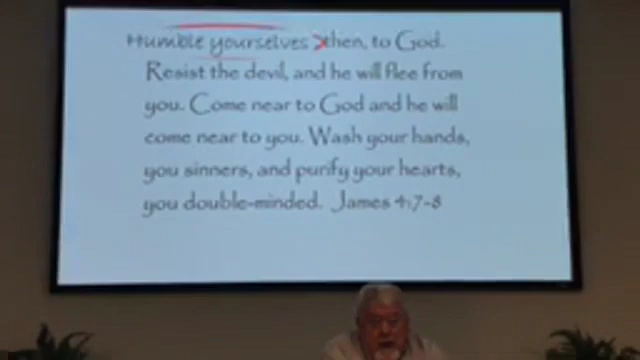 Humble yourselves then, to God.
Resist the devil, and he will flee from
you. Come near to God and he will
come near to you. Wash your hands,
you sinners, and purify your hearts,
you double-minded. James 4:7-8